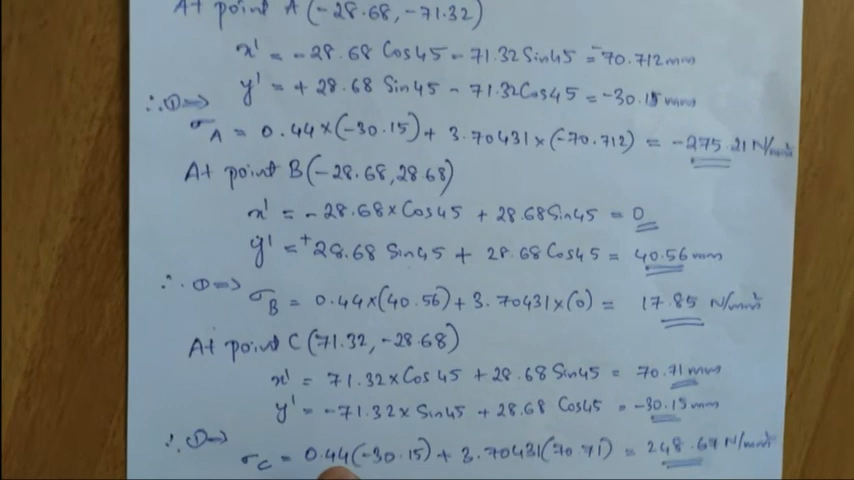 At point A (-28.68, -71.32)
x' = -28.68 Cos45 - 71.32 Sin45 = -70.712 mm
y' = + 28.68 Sin45 - 71.32 Cos45 = -30.15 mm
∴ ① ⇒
σA = 0.44 × (-30.15) + 3.70431 × (-70.712) = -275.21 N/mm²
At point B (-28.68, 28.68)
x' = -28.68 × Cos45 + 28.68 Sin45 = 0
y' = +28.68 Sin45 + 28.68 Cos45 = 40.56 mm
∴ ① ⇒ σB = 0.44 × (40.56) + 3.70431 × (0) = 17.85 N/mm²
At point C (71.32, -28.68)
x' = 71.32 × Cos45 + 28.68 Sin45 = 70.71 mm
y' = -71.32 × Sin45 + 28.68 Cos45 = -30.15 mm
∴ ① ⇒
σC = 0.44 (-30.15) + 3.70431 (70.71) = 248.67 N/mm²